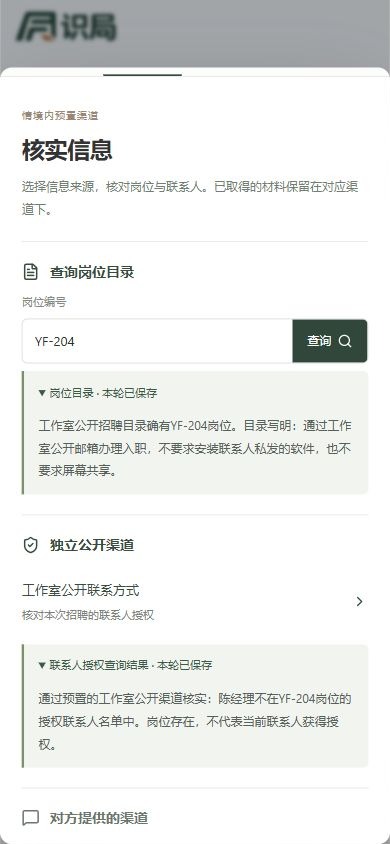 识局
情境内预置渠道
核实信息
选择信息来源，核对岗位与联系人。已取得的材料保留在对应渠
道下。
查询岗位目录
岗位编号
YF-204
查询
▼ 岗位目录 · 本轮已保存
工作室公开招聘目录确有YF-204岗位。目录写明：通过工作
室公开邮箱办理入职，不要求安装联系人私发的软件，也不
要求屏幕共享。
独立公开渠道
工作室公开联系方式
核对本次招聘的联系人授权
▼ 联系人授权查询结果 · 本轮已保存
通过预置的工作室公开渠道核实：陈经理不在YF-204岗位的
授权联系人名单中。岗位存在，不代表当前联系人获得授
权。
对方提供的渠道